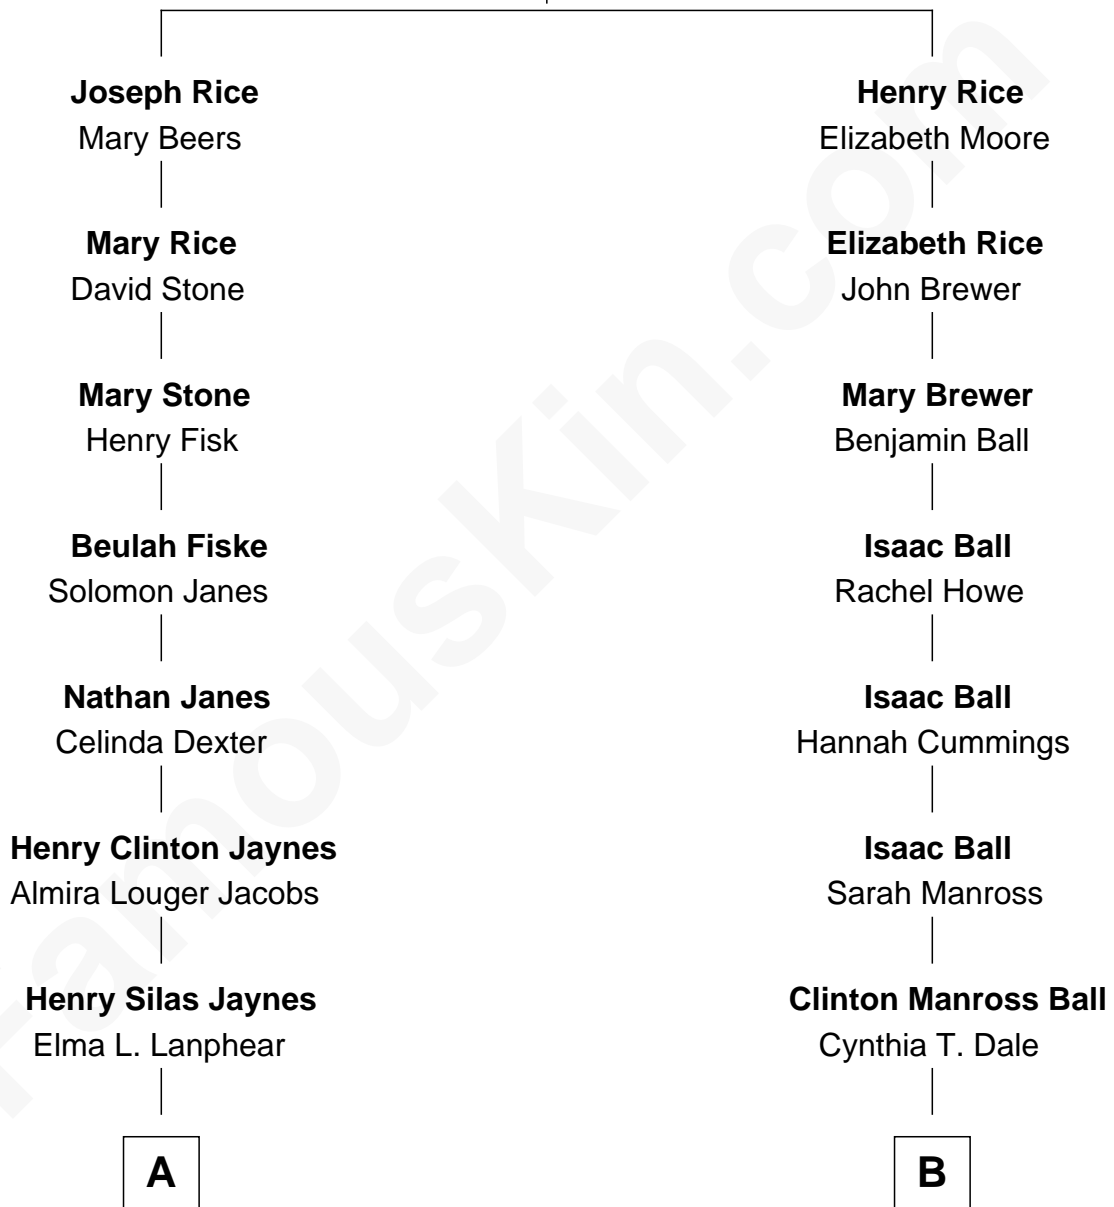 Joseph Rice
Mary Beers
Mary Rice
David Stone
Mary Stone
Henry Fisk
Beulah Fiske
Solomon Janes
Nathan Janes
Celinda Dexter
Henry Clinton Jaynes
Almira Louger Jacobs
Henry Silas Jaynes
Elma L. Lanphear
A
Henry Rice
Elizabeth Moore
Elizabeth Rice
John Brewer
Mary Brewer
Benjamin Ball
Isaac Ball
Rachel Howe
Isaac Ball
Hannah Cummings
Isaac Ball
Sarah Manross
Clinton Manross Ball
Cynthia T. Dale
B
FamousKin.com